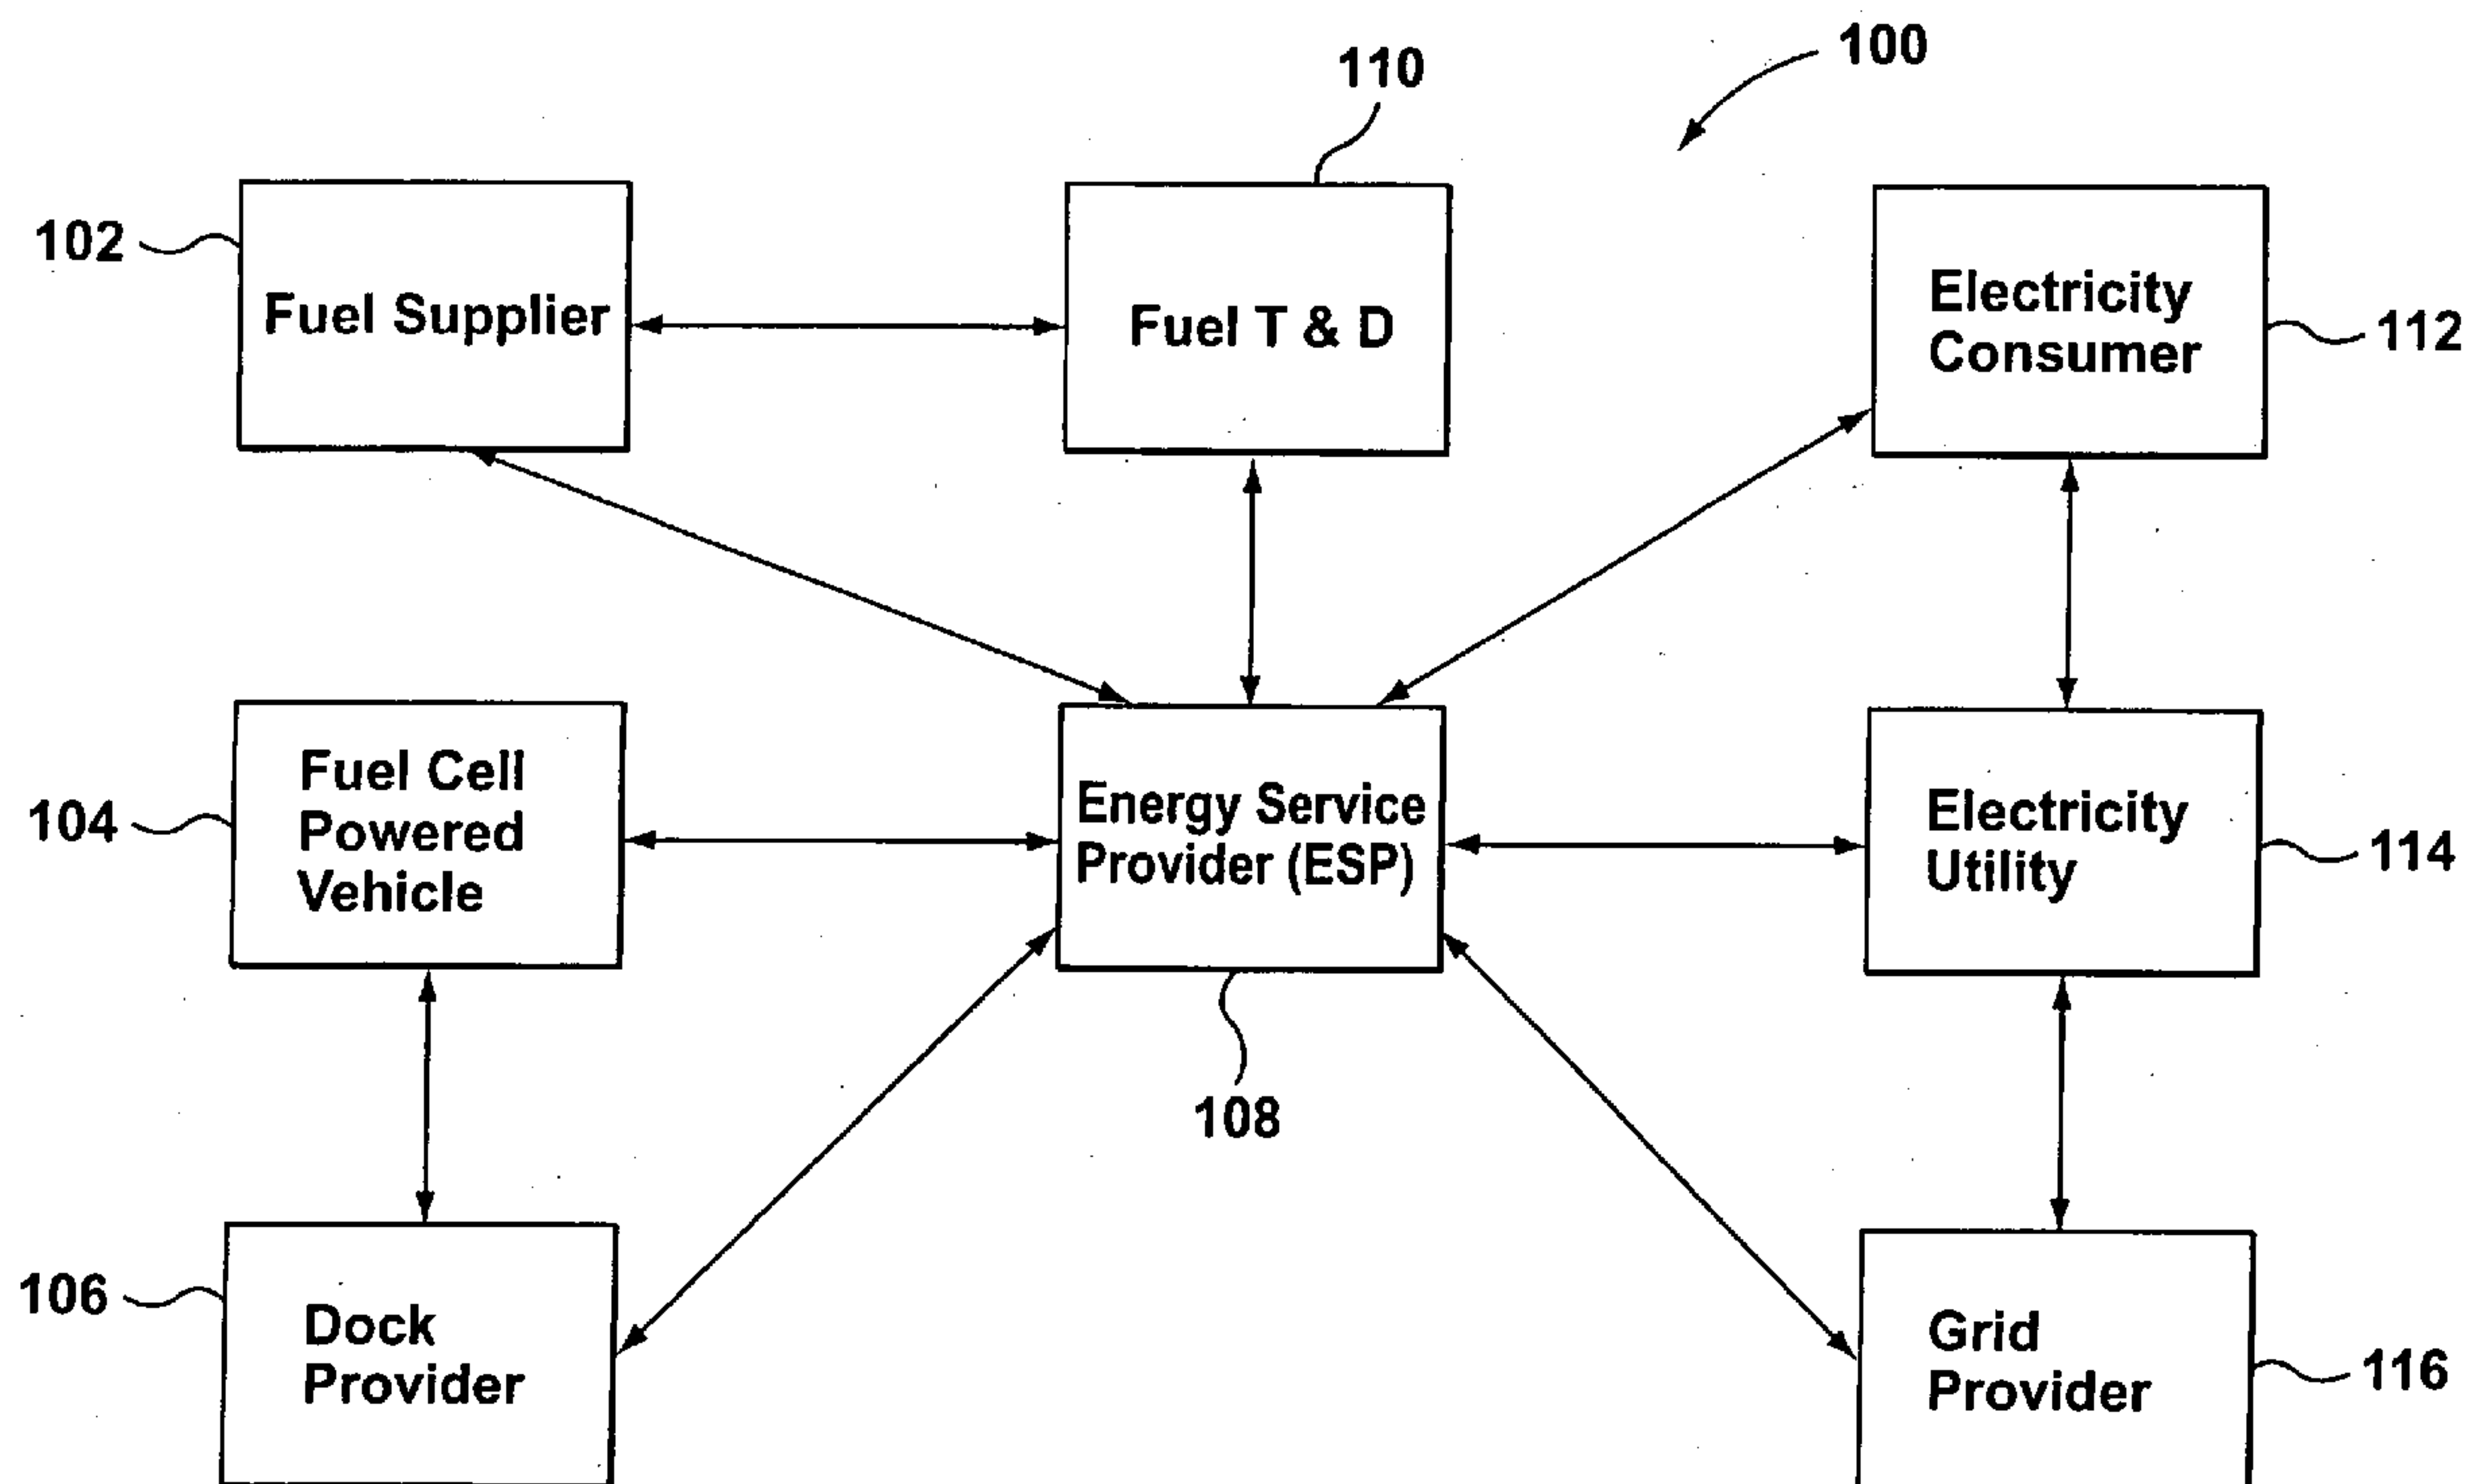 100
110
102
Fuel Supplier
Fuel T & D
Electricity
Consumer
112
104
Fuel Cell
Powered
Vehicle
Energy Service
Provider (ESP)
Electricity
Utility
114
108
106
Dock
Provider
Grid
Provider
116